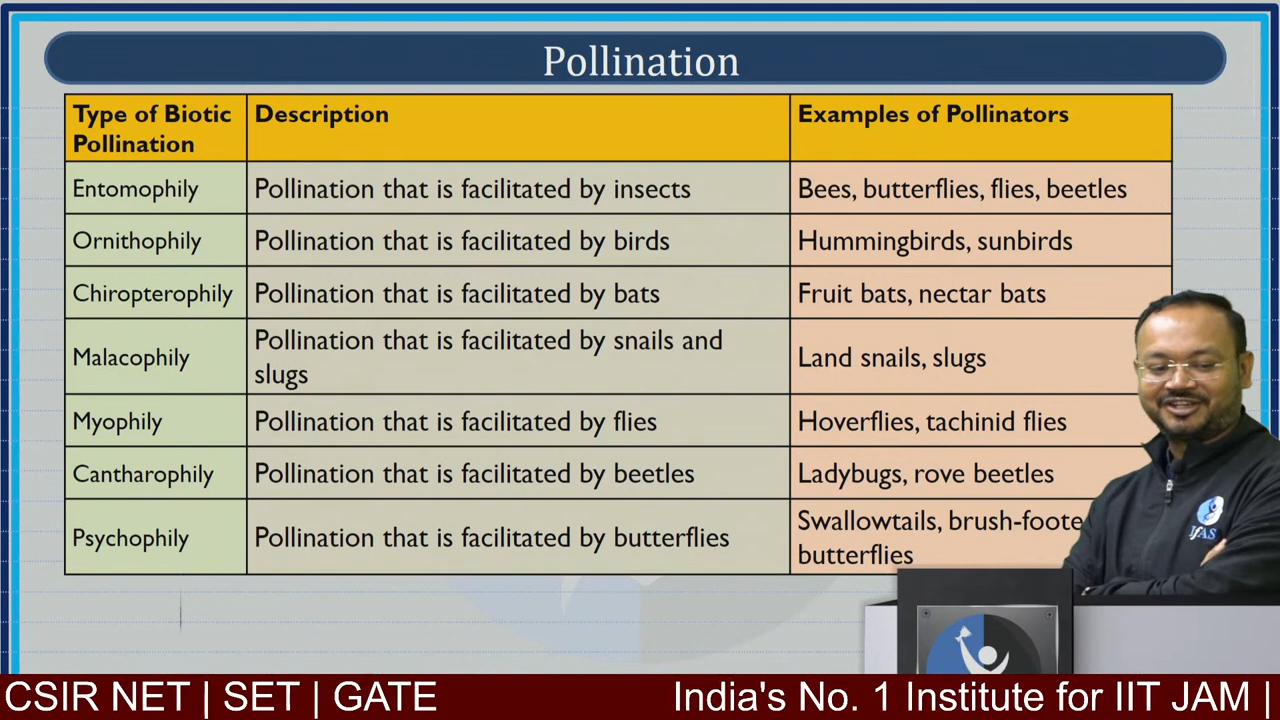 Pollination
Type of Biotic
Pollination
Description
Examples of Pollinators
Entomophily
Pollination that is facilitated by insects
Bees, butterflies, flies, beetles
Ornithophily
Pollination that is facilitated by birds
Hummingbirds, sunbirds
Chiropterophily
Pollination that is facilitated by bats
Fruit bats, nectar bats
Malacophily
Pollination that is facilitated by snails and
slugs
Land snails, slugs
Myophily
Pollination that is facilitated by flies
Hoverflies, tachinid flies
Cantharophily
Pollination that is facilitated by beetles
Ladybugs, rove beetles
Psychophily
Pollination that is facilitated by butterflies
Swallowtails, brush-foote
butterflies
IFAS
CSIR NET | SET | GATE
India's No. 1 Institute for IIT JAM |